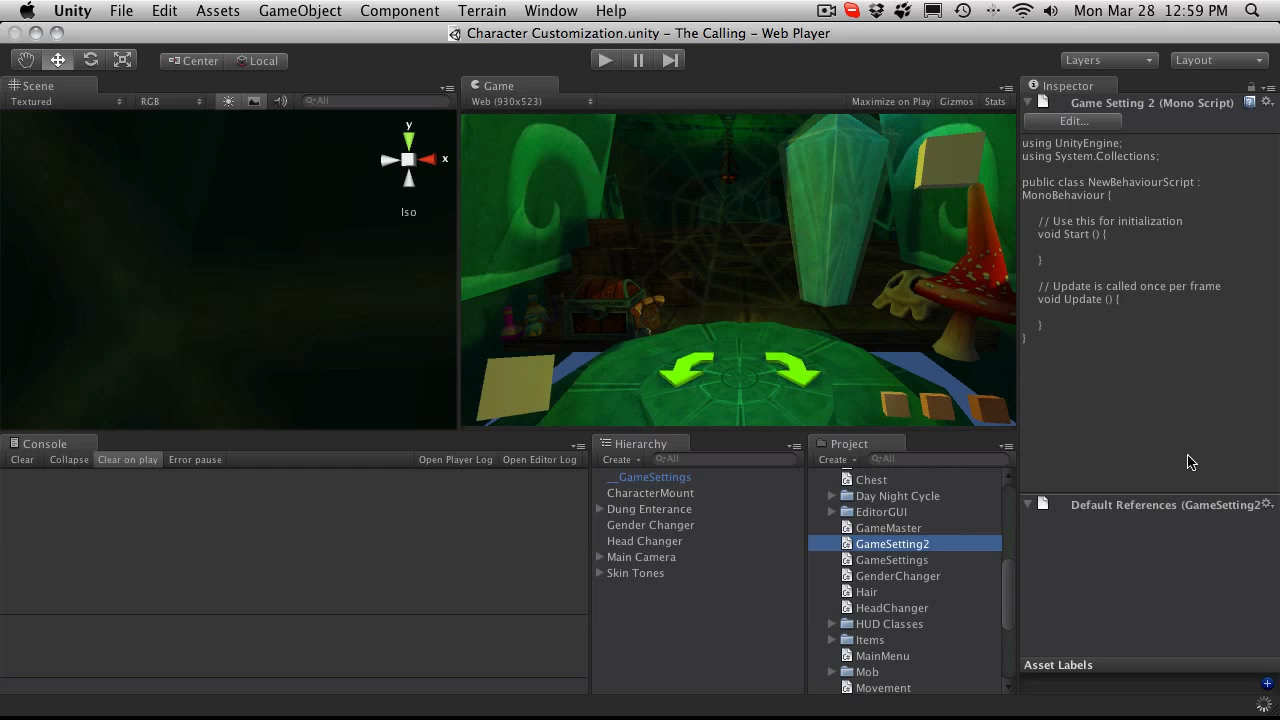 Unity File Edit Assets GameObject Component Terrain Window Help Mon Mar 28 12:59 PM
Character Customization.unity – The Calling – Web Player
Center Local Layers Layout
Scene
Textured RGB All
y
x
Iso
Game
Web (930x523) Maximize on Play Gizmos Stats
Inspector
Game Setting 2 (Mono Script)
Edit...
using UnityEngine;
using System.Collections;
public class NewBehaviourScript :
MonoBehaviour {
// Use this for initialization
void Start () {
}
// Update is called once per frame
void Update () {
}
}
Default References (GameSetting2
Asset Labels
Console
Clear Collapse Clear on play Error pause Open Player Log Open Editor Log
Hierarchy
Create All
__GameSettings
CharacterMount
Dung Enterance
Gender Changer
Head Changer
Main Camera
Skin Tones
Project
Create All
Chest
Day Night Cycle
EditorGUI
GameMaster
GameSetting2
GameSettings
GenderChanger
Hair
HeadChanger
HUD Classes
Items
MainMenu
Mob
Movement